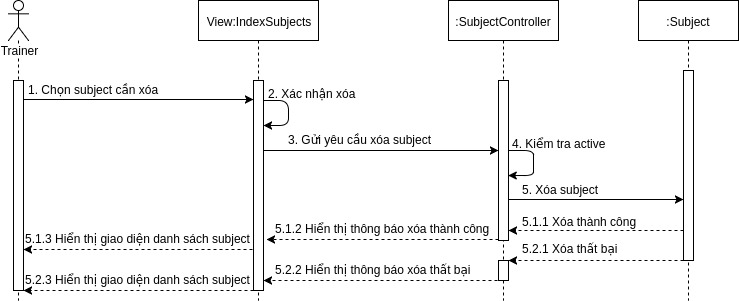 View:IndexSubjects
:SubjectController
:Subject
Trainer
1. Chọn subject cần xóa
2. Xác nhận xóa
3. Gửi yêu cầu xóa subject
4. Kiểm tra active
5. Xóa subject
5.1.1 Xóa thành công
5.1.2 Hiển thị thông báo xóa thành công
5.1.3 Hiển thị giao diện danh sách subject
5.2.1 Xóa thất bại
5.2.2 Hiển thị thông báo xóa thất bại
5.2.3 Hiển thị giao diện danh sách subject